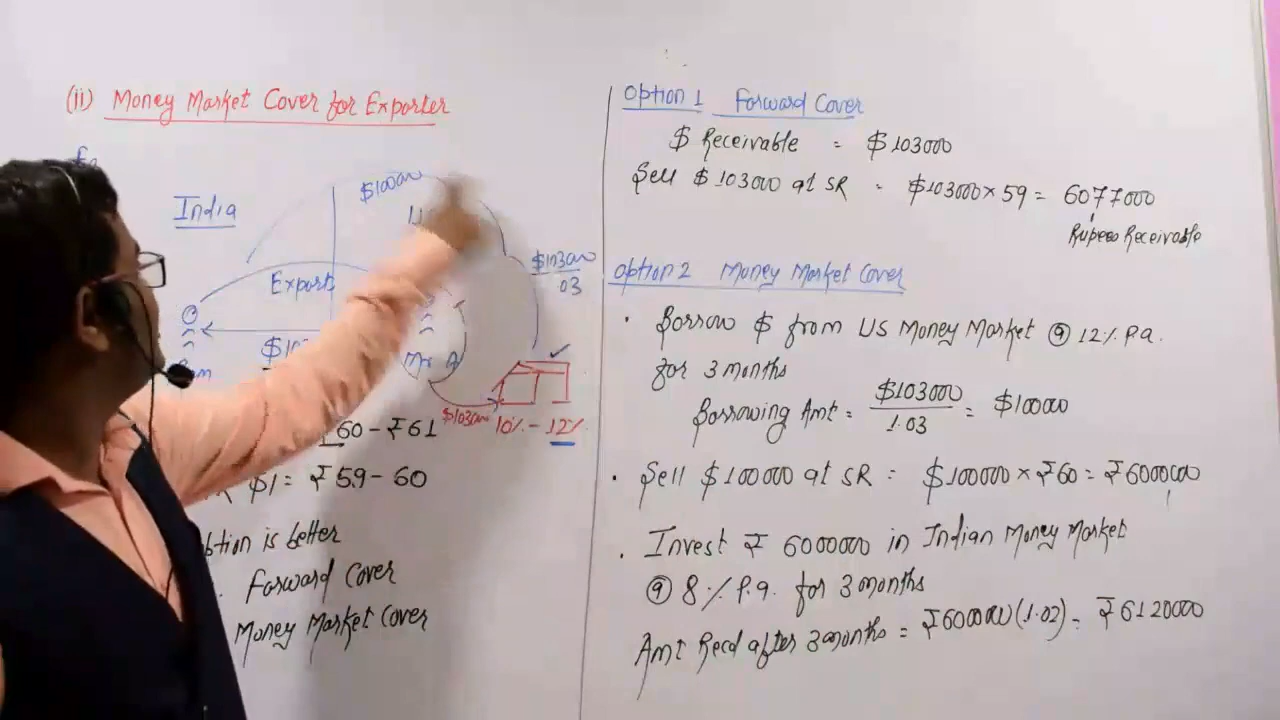 (ii) Money Market Cover for Exporter
India
$100000
Export
$103000
03
Mr A
$103000 10% - 12%
₹60 - ₹61
$1 = ₹59 - 60
option is better
Forward Cover
Money Market Cover
Option 1 Forward Cover
$ Receivable = $103000
Sell $103000 at SR = $103000 × 59 = 6077000
Rupees Receivable
Option 2 Money Market Cover
• Borrow $ from US Money Market @ 12% P.a.
for 3 months
Borrowing Amt = $103000 / 1.03 = $100000
• Sell $100000 at SR = $100000 × ₹60 = ₹6000000
• Invest ₹6000000 in Indian Money Market
@ 8% P.a. for 3 months
Amt Recd after 3 months = ₹6000000 (1.02) = ₹6120000